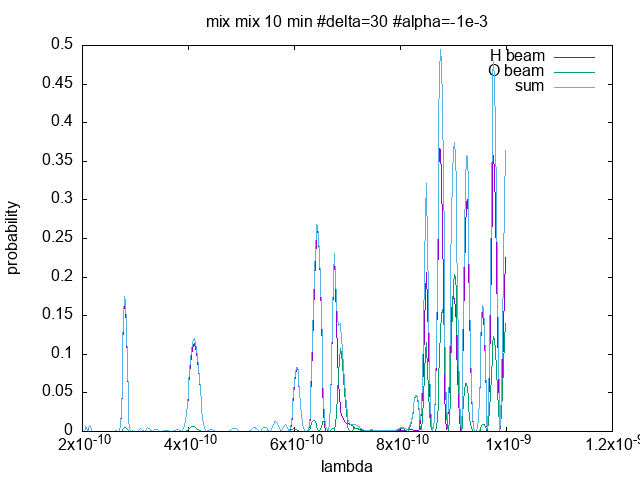 mix mix 10 min #delta=30 #alpha=-1e-3
H beam
O beam
sum
probability
0.5
0.45
0.4
0.35
0.3
0.25
0.2
0.15
0.1
0.05
0
2x10⁻¹⁰ 4x10⁻¹⁰ 6x10⁻¹⁰ 8x10⁻¹⁰ 1x10⁻⁹ 1.2x10⁻⁹
lambda